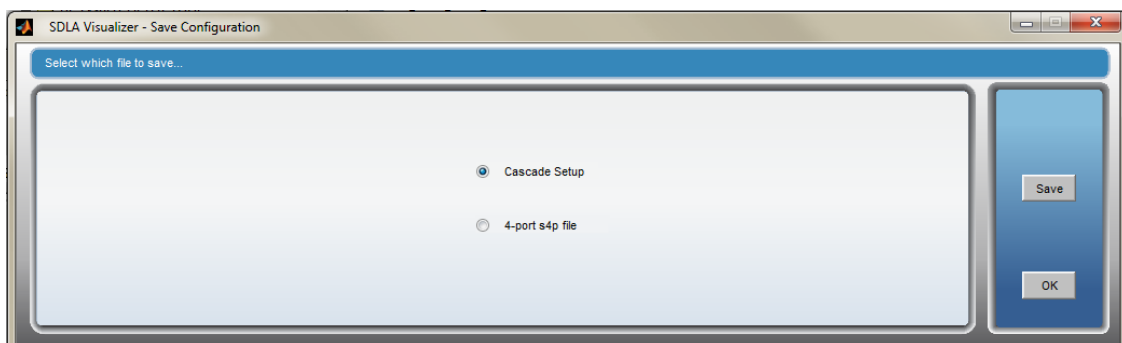 SDLA Visualizer - Save Configuration
Select which file to save...
Cascade Setup
4-port s4p file
Save
OK